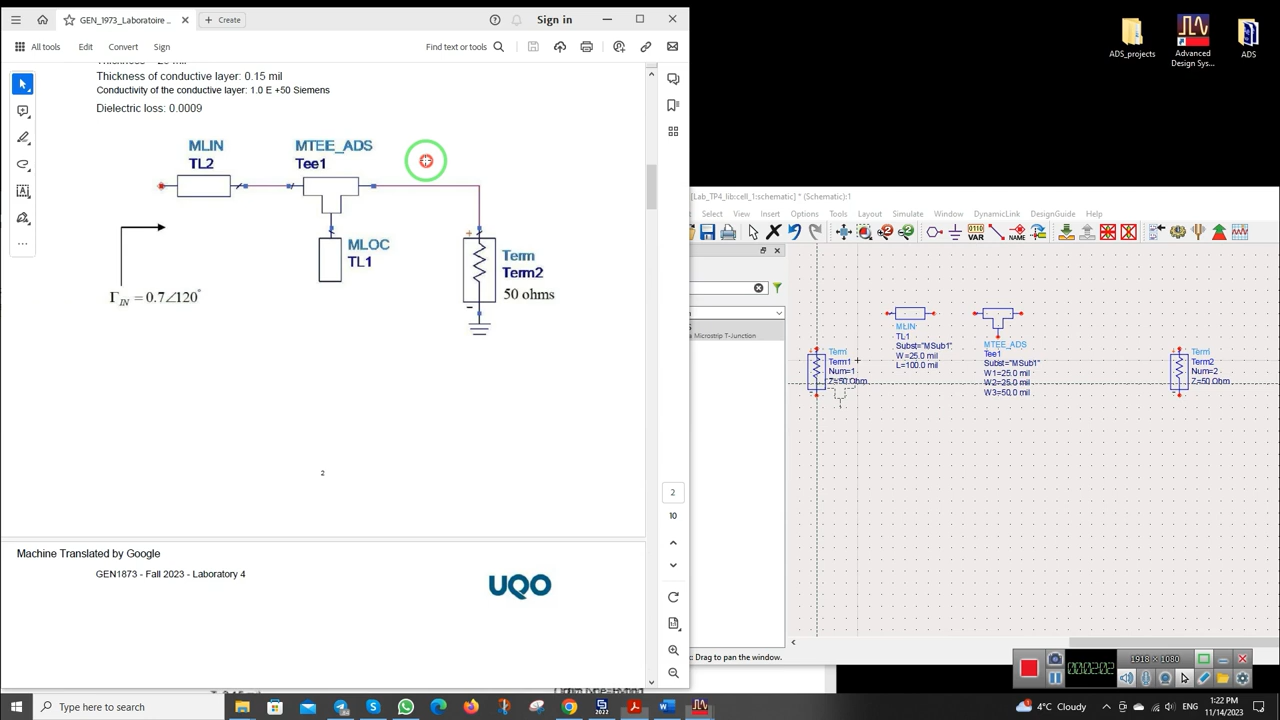 GEN_1973_Laboratoire ...
Create
Sign in
All tools
Edit
Convert
Sign
Find text or tools
Thickness of conductive layer: 0.15 mil
Conductivity of the conductive layer: 1.0 E +50 Siemens
Dielectric loss: 0.0009
MLIN
TL2
MTEE_ADS
Tee1
MLOC
TL1
Term
Term2
50 ohms
Γ_IN = 0.7∠120°
2
Machine Translated by Google
GEN1873 - Fall 2023 - Laboratory 4
UQO
2
10
ADS_projects
Advanced
Design Sys...
ADS
[Lab_TP4_lib:cell_1:schematic] * (Schematic):1
Select
View
Insert
Options
Tools
Layout
Simulate
Window
DynamicLink
DesignGuide
Help
VAR
NAME
Microstrip T-Junction
MLIN
TL1
Subst="MSub1"
W=25.0 mil
L=100.0 mil
MTEE_ADS
Tee1
Subst="MSub1"
W1=25.0 mil
W2=25.0 mil
W3=50.0 mil
Term
Term1
Num=1
Z=50 Ohm
Term
Term2
Num=2
Z=50 Ohm
: Drag to pan the window.
00:02:02
1918 × 1080
Type here to search
2022
4°C Cloudy
1:22 PM
11/14/2023